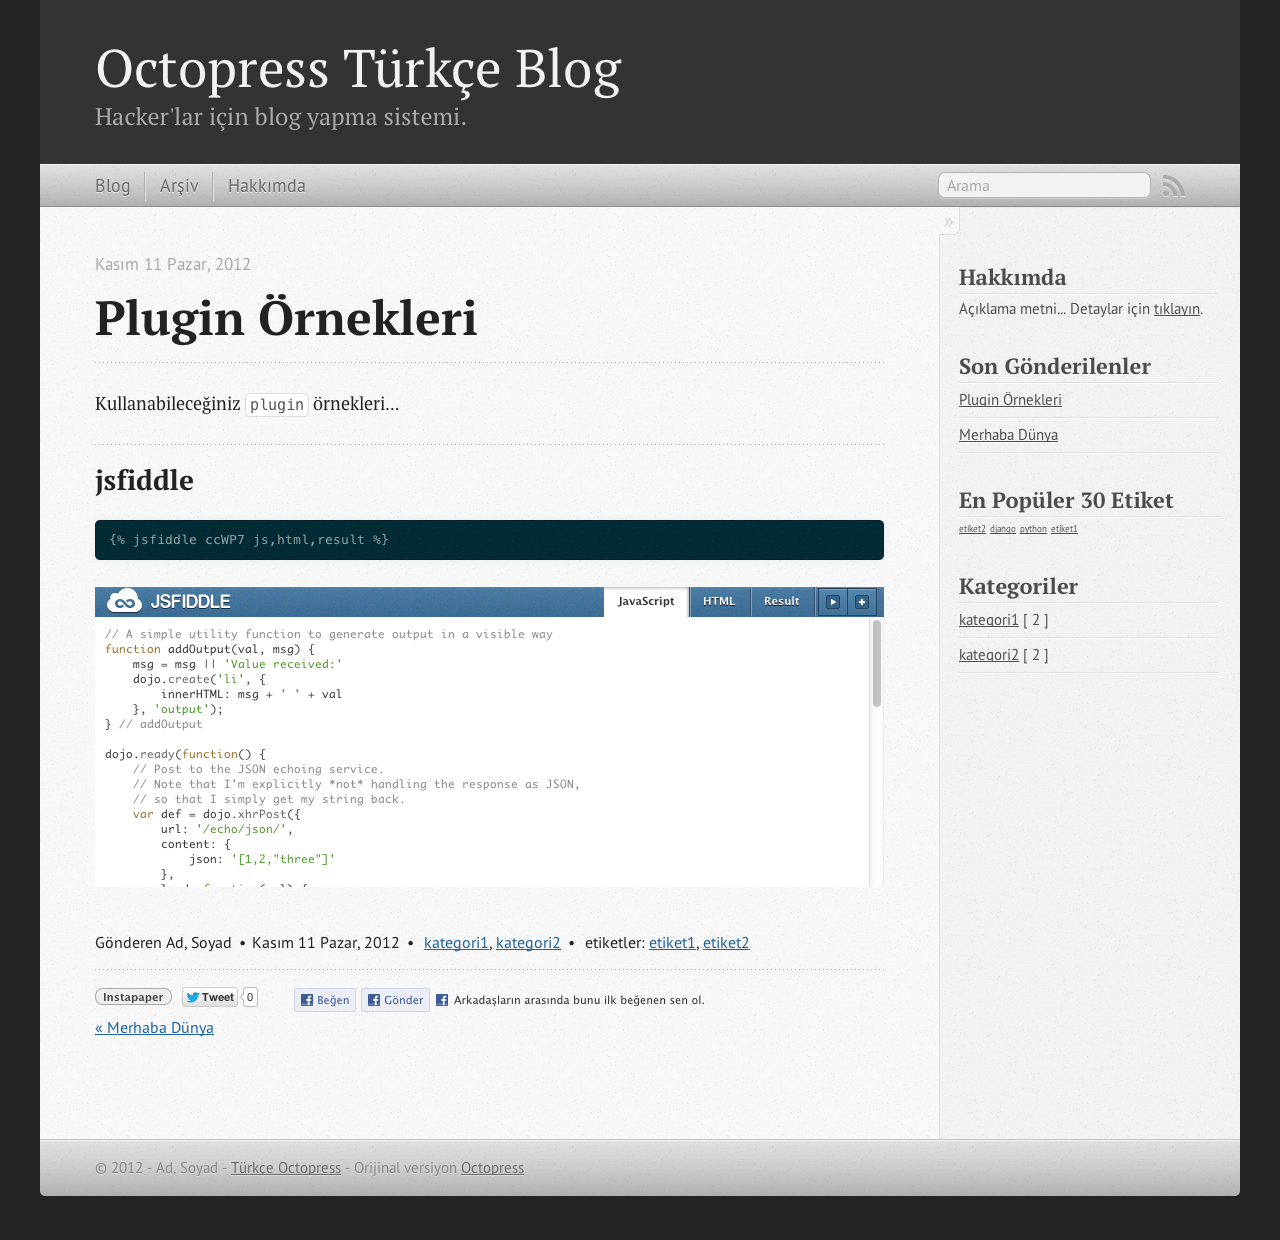 Octopress Türkçe Blog
Hacker'lar için blog yapma sistemi.
Blog Arşiv Hakkımda Arama
»
Kasım 11 Pazar, 2012
Plugin Örnekleri
Kullanabileceğiniz plugin örnekleri...
jsfiddle
{% jsfiddle ccWP7 js,html,result %}
JSFIDDLE JavaScript HTML Result
// A simple utility function to generate output in a visible way
function addOutput(val, msg) {
    msg = msg || 'Value received:'
    dojo.create('li', {
        innerHTML: msg + ' ' + val
    }, 'output');
} // addOutput
dojo.ready(function() {
    // Post to the JSON echoing service.
    // Note that I'm explicitly *not* handling the response as JSON,
    // so that I simply get my string back.
    var def = dojo.xhrPost({
        url: '/echo/json/',
        content: {
            json: '[1,2,"three"]'
        },
Gönderen Ad, Soyad • Kasım 11 Pazar, 2012 • kategori1, kategori2 • etiketler: etiket1, etiket2
Instapaper Tweet 0 Beğen Gönder Arkadaşların arasında bunu ilk beğenen sen ol.
« Merhaba Dünya
Hakkımda
Açıklama metni... Detaylar için tıklayın.
Son Gönderilenler
Plugin Örnekleri
Merhaba Dünya
En Popüler 30 Etiket
etiket2 django python etiket1
Kategoriler
kategori1 [ 2 ]
kategori2 [ 2 ]
© 2012 - Ad, Soyad - Türkçe Octopress - Orijinal versiyon Octopress